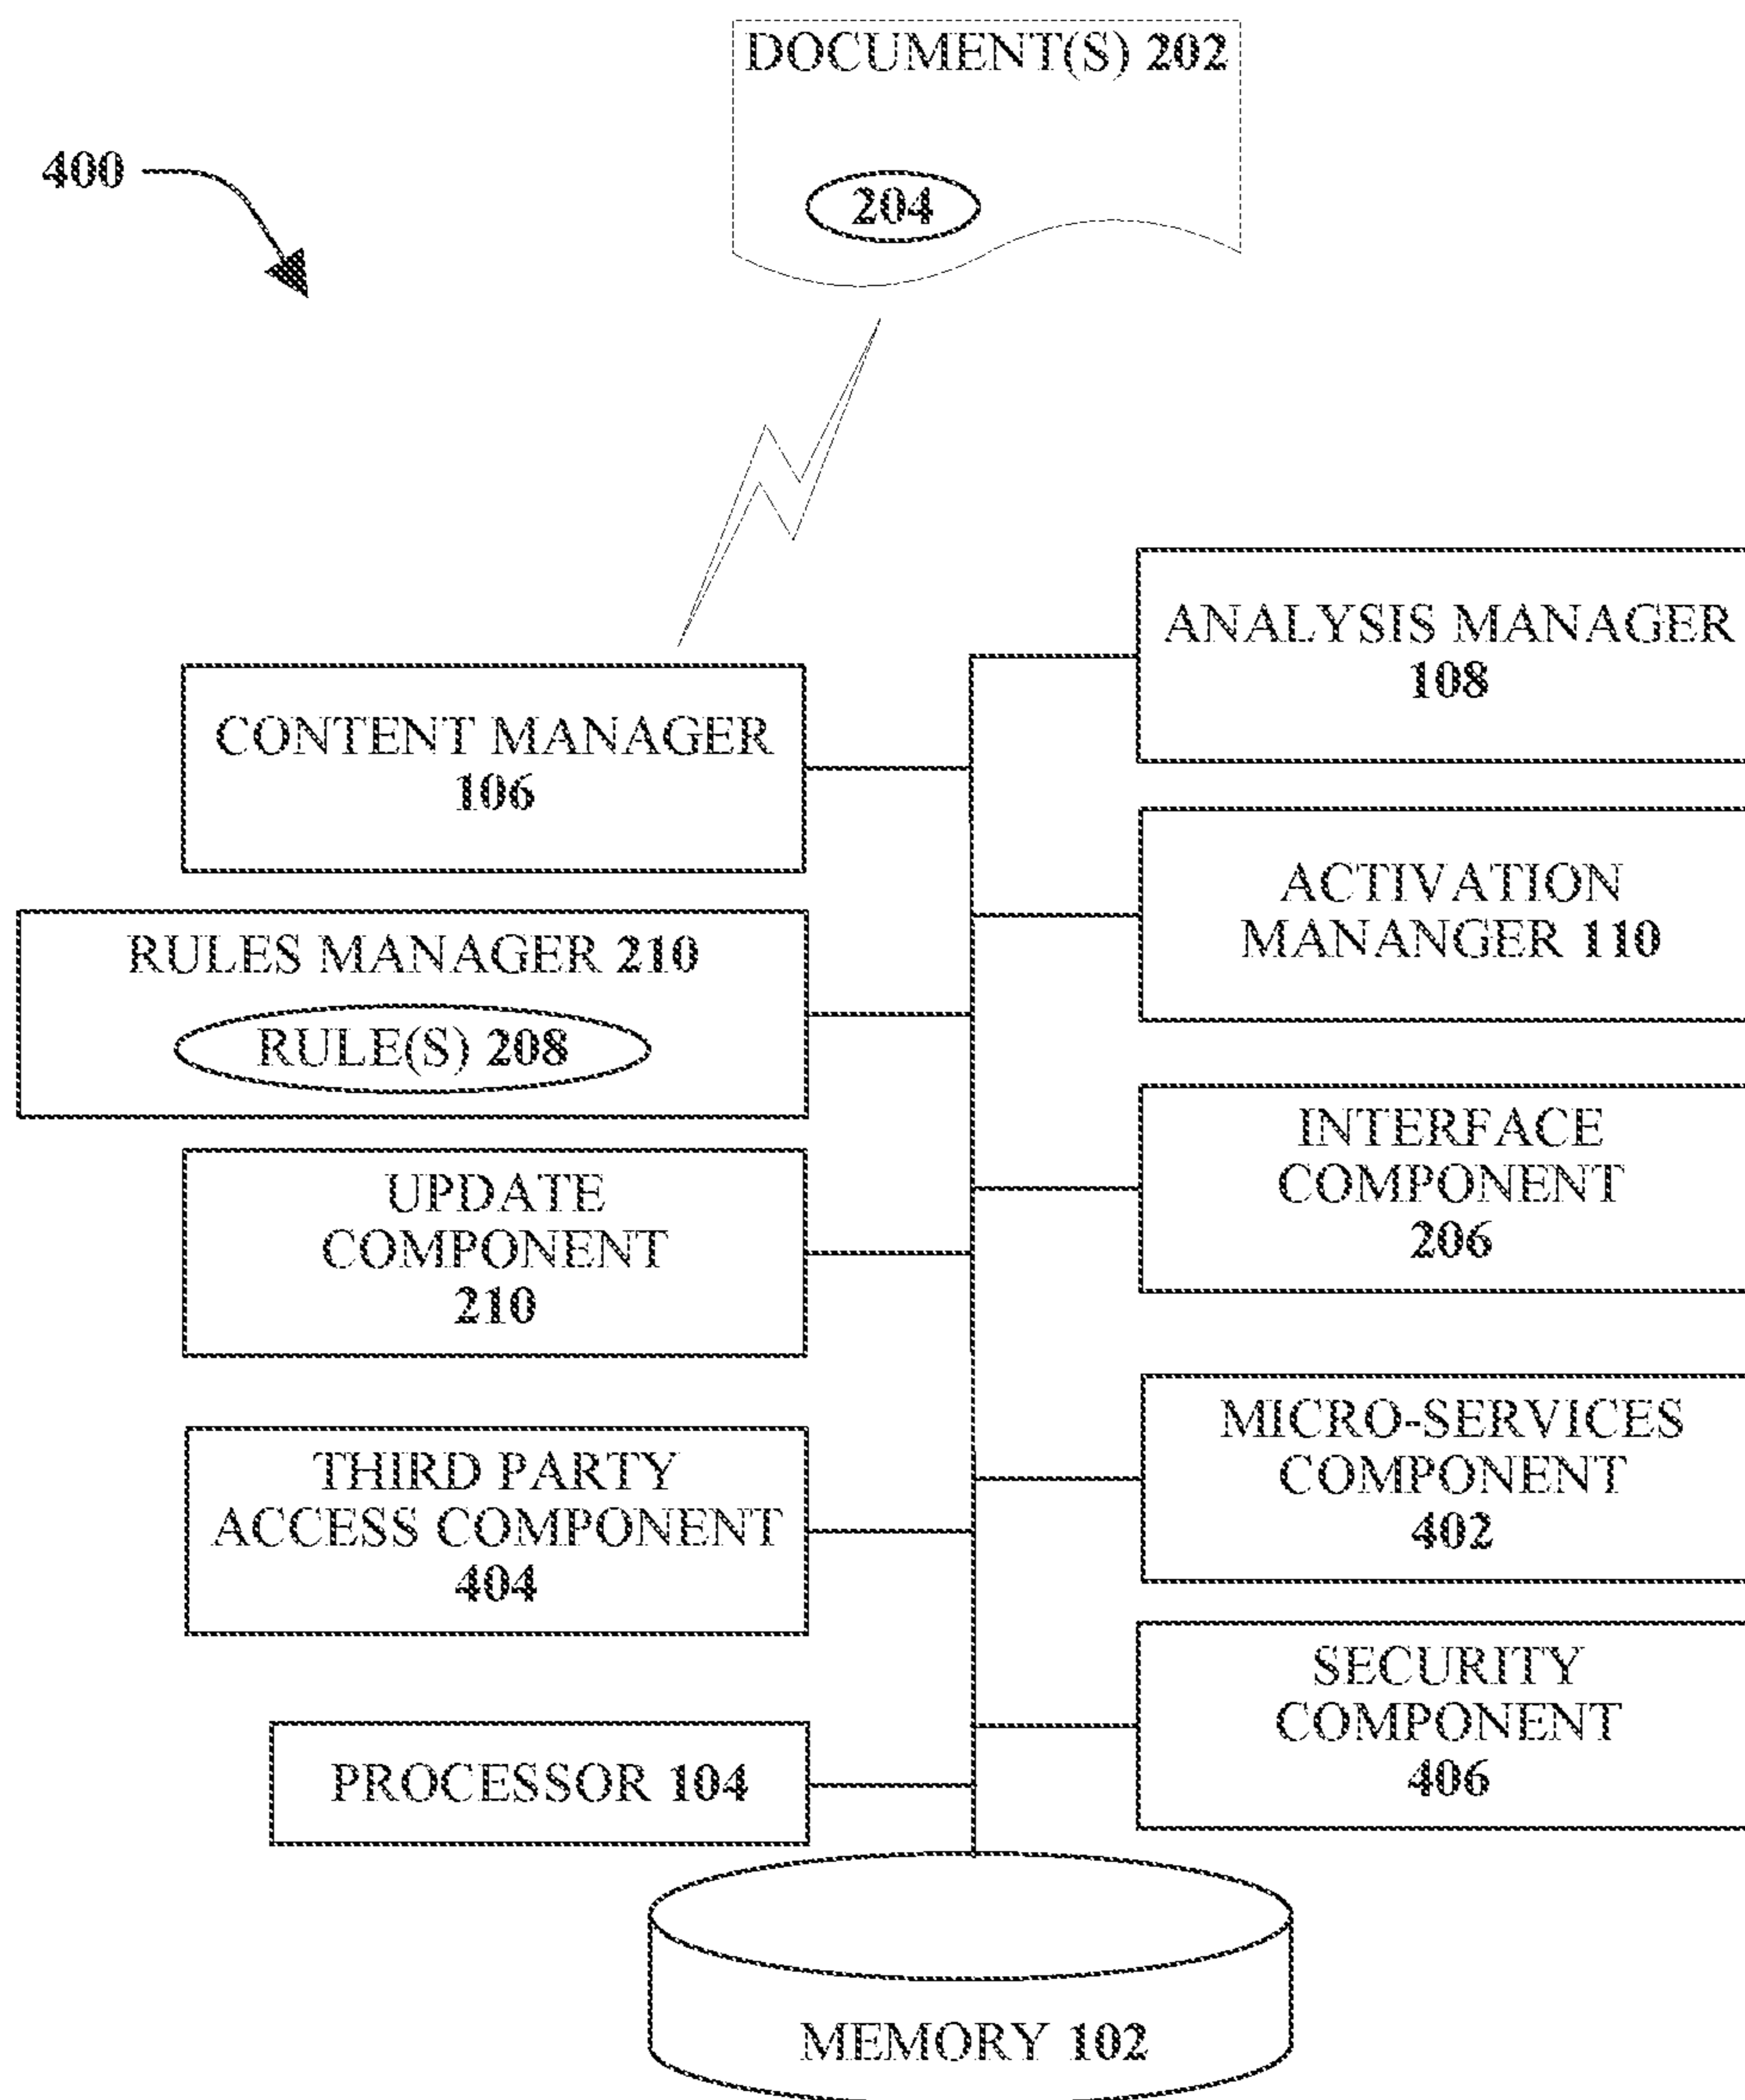 DOCUMENT(S) 202
400
204
ANALYSIS MANAGER
108
CONTENT MANAGER
106
ACTIVATION
MANANGER 110
RULES MANAGER 210
RULE(S) 208
INTERFACE
COMPONENT
206
UPDATE
COMPONENT
210
MICRO-SERVICES
COMPONENT
402
THIRD PARTY
ACCESS COMPONENT
404
SECURITY
COMPONENT
406
PROCESSOR 104
MEMORY 102